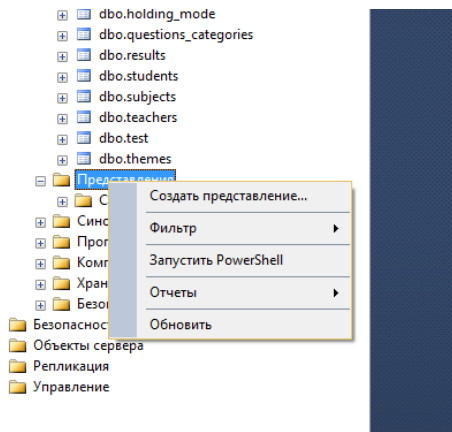 dbo.holding_mode
dbo.questions_categories
dbo.results
dbo.students
dbo.subjects
dbo.teachers
dbo.test
dbo.themes
Представления
Создать представление...
Фильтр
Запустить PowerShell
Отчеты
Обновить
Объекты сервера
Репликация
Управление